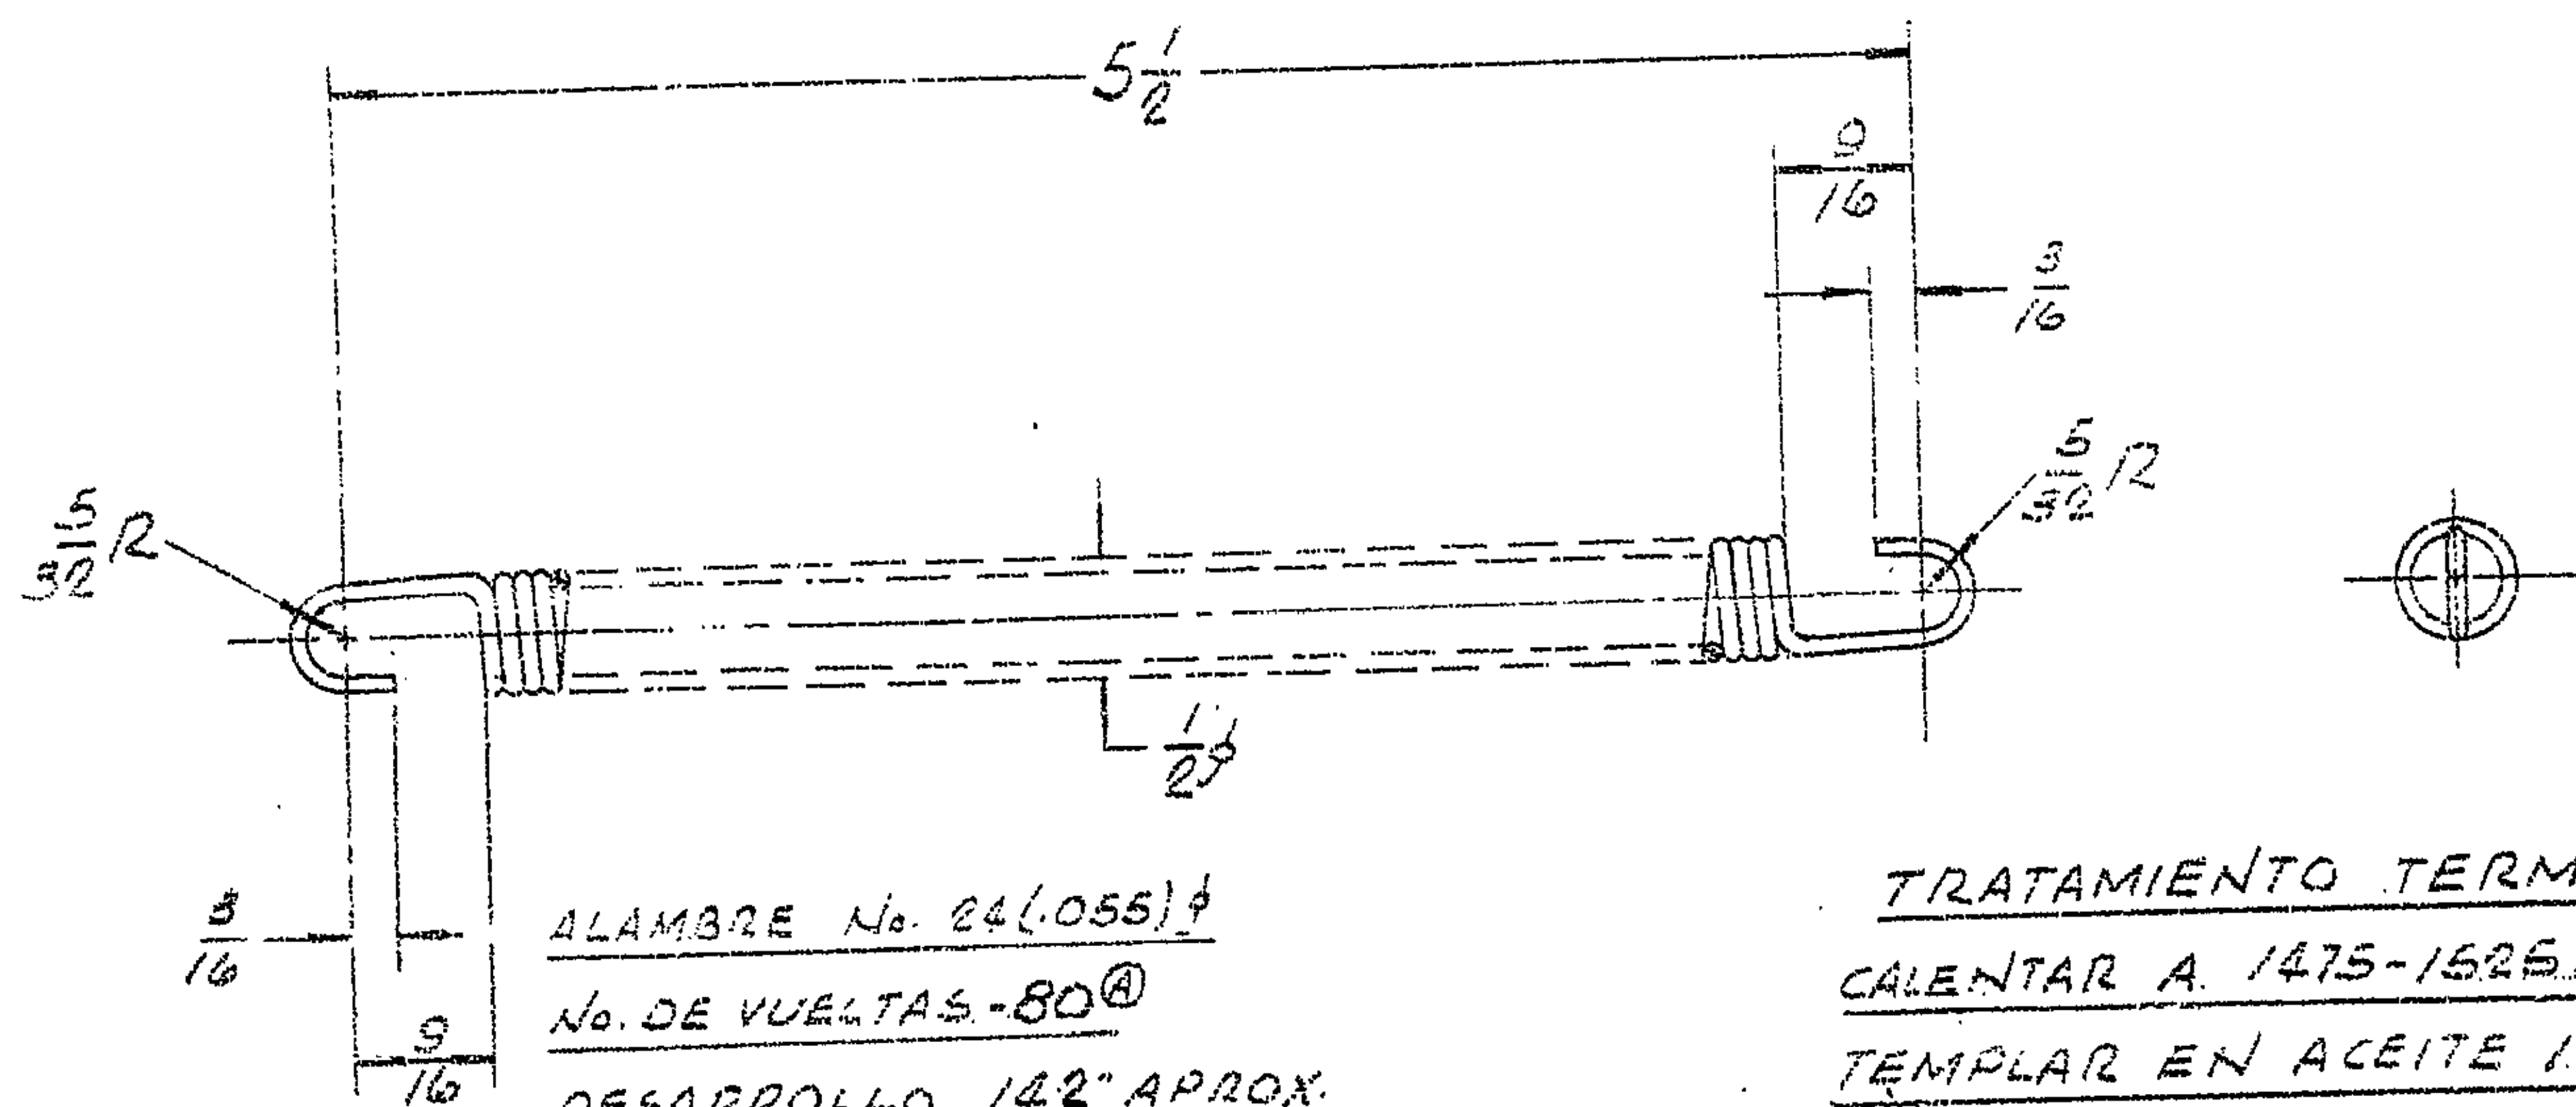 5 1/2
9/16
3/16
5/32 R
5/32 R
1/2 ϕ
3/16
9/16
ALAMBRE No. 24 (.055) ϕ
No. DE VUELTAS - 80 Ⓐ
DESARROLLO 142" APROX.
TRATAMIENTO TERM
CALENTAR A. 1475-1525
TEMPLAR EN ACEITE 1